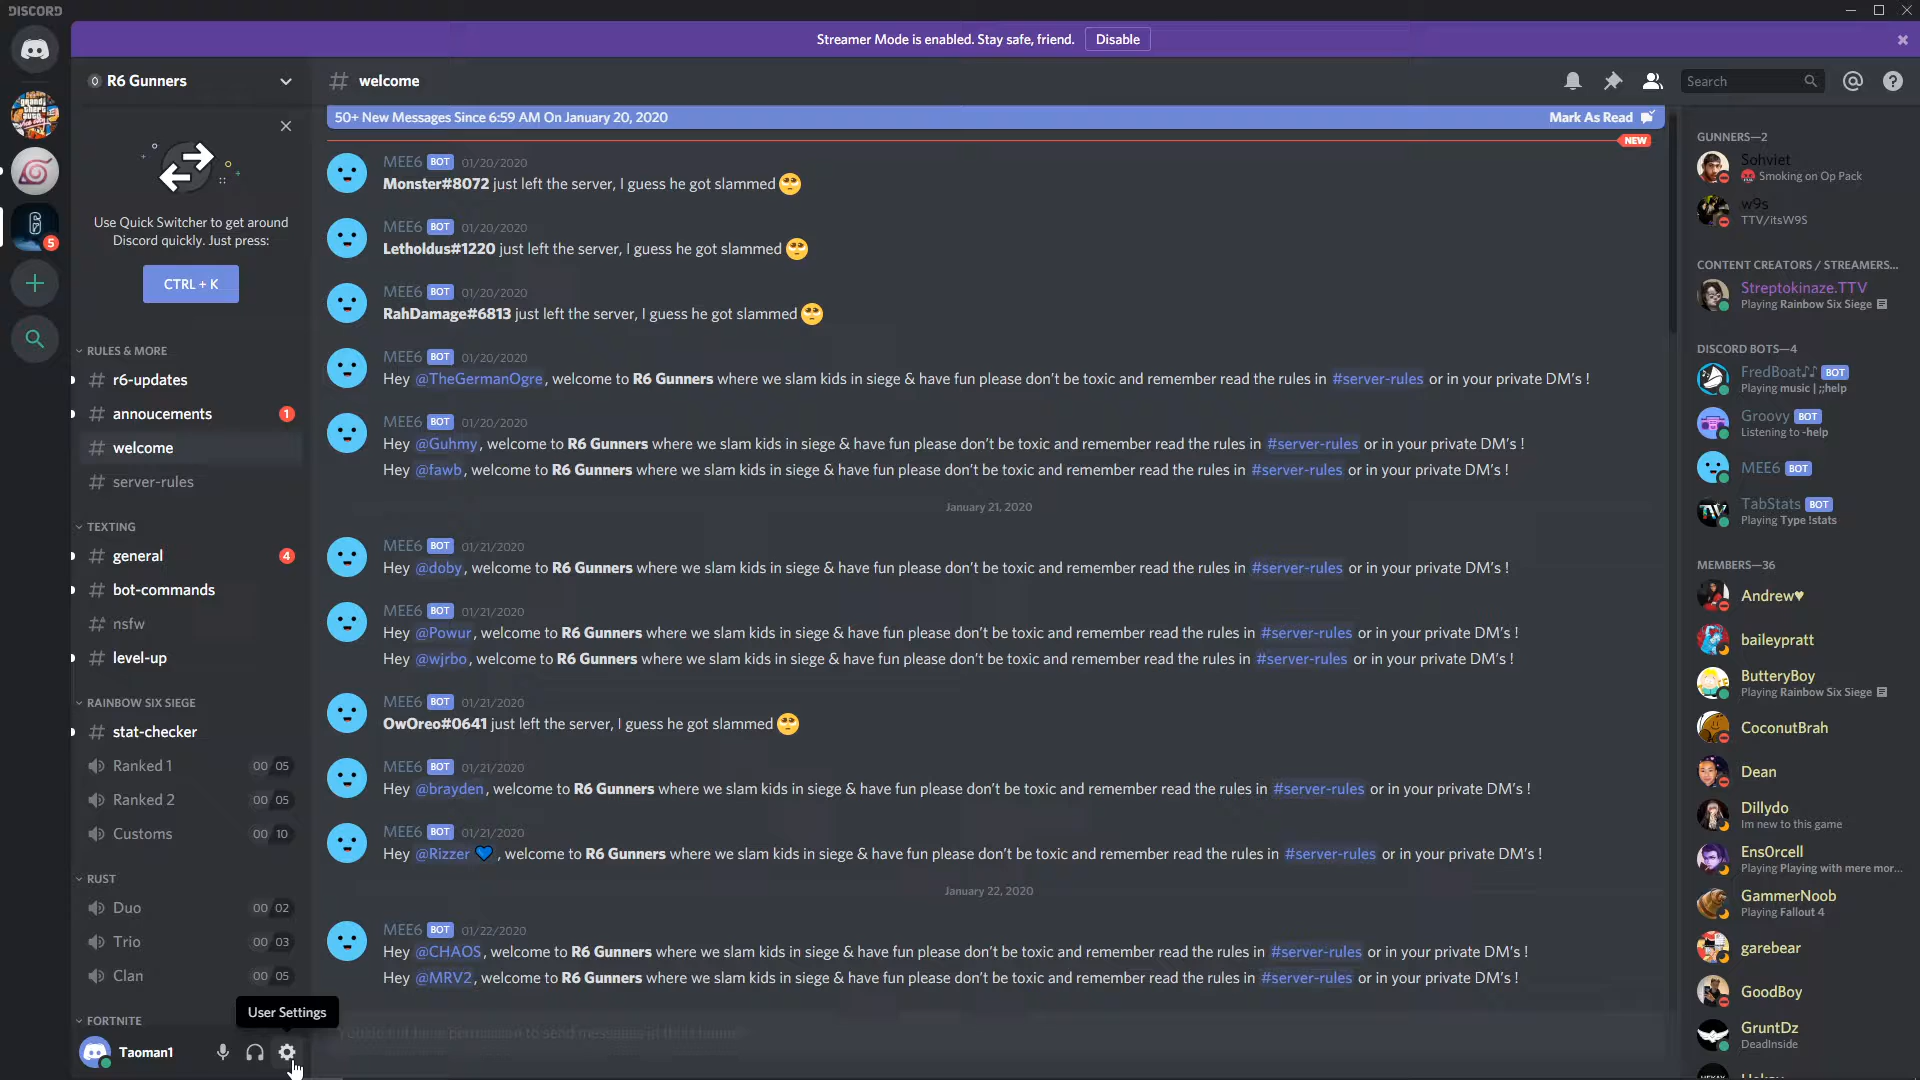 DISCORD
Streamer Mode is enabled. Stay safe, friend. Disable
R6 Gunners
Use Quick Switcher to get around
Discord quickly. Just press:
CTRL + K
RULES & MORE
r6-updates
annoucements 1
welcome
server-rules
TEXTING
general 4
bot-commands
nsfw
level-up
RAINBOW SIX SIEGE
stat-checker
Ranked 1 00 05
Ranked 2 00 05
Customs 00 10
RUST
Duo 00 02
Trio 00 03
Clan 00 05
User Settings
FORTNITE
Taoman1
5
# welcome
Search
50+ New Messages Since 6:59 AM On January 20, 2020 Mark As Read
NEW
MEE6 BOT 01/20/2020
Monster#8072 just left the server, I guess he got slammed 🥺
MEE6 BOT 01/20/2020
Letholdus#1220 just left the server, I guess he got slammed 🥺
MEE6 BOT 01/20/2020
RahDamage#6813 just left the server, I guess he got slammed 🥺
MEE6 BOT 01/20/2020
Hey @TheGermanOgre, welcome to R6 Gunners where we slam kids in siege & have fun please don't be toxic and remember read the rules in #server-rules or in your private DM's !
MEE6 BOT 01/20/2020
Hey @Guhmy, welcome to R6 Gunners where we slam kids in siege & have fun please don't be toxic and remember read the rules in #server-rules or in your private DM's !
Hey @fawb, welcome to R6 Gunners where we slam kids in siege & have fun please don't be toxic and remember read the rules in #server-rules or in your private DM's !
January 21, 2020
MEE6 BOT 01/21/2020
Hey @doby, welcome to R6 Gunners where we slam kids in siege & have fun please don't be toxic and remember read the rules in #server-rules or in your private DM's !
MEE6 BOT 01/21/2020
Hey @Powur, welcome to R6 Gunners where we slam kids in siege & have fun please don't be toxic and remember read the rules in #server-rules or in your private DM's !
Hey @wjrbo, welcome to R6 Gunners where we slam kids in siege & have fun please don't be toxic and remember read the rules in #server-rules or in your private DM's !
MEE6 BOT 01/21/2020
OwOreo#0641 just left the server, I guess he got slammed 🥺
MEE6 BOT 01/21/2020
Hey @brayden, welcome to R6 Gunners where we slam kids in siege & have fun please don't be toxic and remember read the rules in #server-rules or in your private DM's !
MEE6 BOT 01/21/2020
Hey @Rizzer 💙 , welcome to R6 Gunners where we slam kids in siege & have fun please don't be toxic and remember read the rules in #server-rules or in your private DM's !
January 22, 2020
MEE6 BOT 01/22/2020
Hey @CHAOS, welcome to R6 Gunners where we slam kids in siege & have fun please don't be toxic and remember read the rules in #server-rules or in your private DM's !
Hey @MRV2, welcome to R6 Gunners where we slam kids in siege & have fun please don't be toxic and remember read the rules in #server-rules or in your private DM's !
You do not have permission to send messages in this channel.
GUNNERS—2
Sohviet
Smoking on Op Pack
w9s
TTV/itsW9S
CONTENT CREATORS / STREAMERS...
Streptokinaze.TTV
Playing Rainbow Six Siege
DISCORD BOTS—4
FredBoat♪♪ BOT
Playing music | ;;help
Groovy BOT
Listening to -help
MEE6 BOT
TabStats BOT
Playing Type !stats
MEMBERS—36
Andrew♥
baileypratt
ButteryBoy
Playing Rainbow Six Siege
CoconutBrah
Dean
Dillydo
Im new to this game
Ens0rcell
Playing Playing with mere mor...
GammerNoob
Playing Fallout 4
garebear
GoodBoy
GruntDz
DeadInside